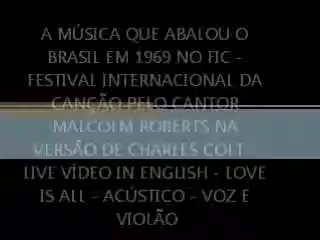 A MÚSICA QUE ABALOU O
BRASIL EM 1969 NO FIC -
FESTIVAL INTERNACIONAL DA
CANÇÃO PELO CANTOR
MALCOLM ROBERTS NA
VERSÃO DE CHARLES COLT -
LIVE VÍDEO IN ENGLISH - LOVE
IS ALL - ACÚSTICO - VOZ E
VIOLÃO